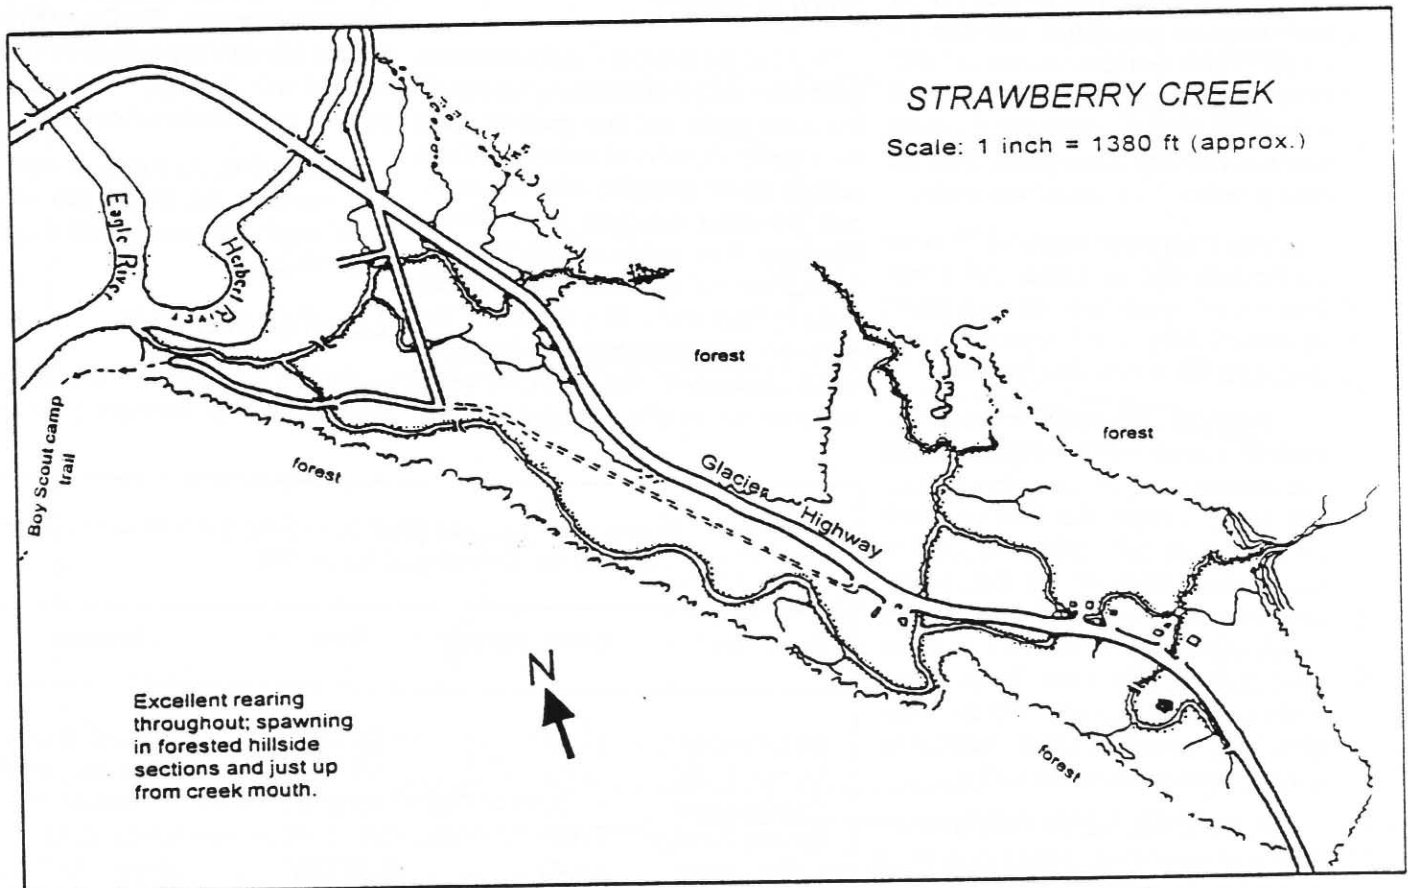 STRAWBERRY CREEK
Scale: 1 inch = 1380 ft (approx.)
Eagle River
Herbert River
forest
forest
Glacier Highway
forest
Boy Scout camp
trail
N
Excellent rearing
throughout; spawning
in forested hillside
sections and just up
from creek mouth.
forest